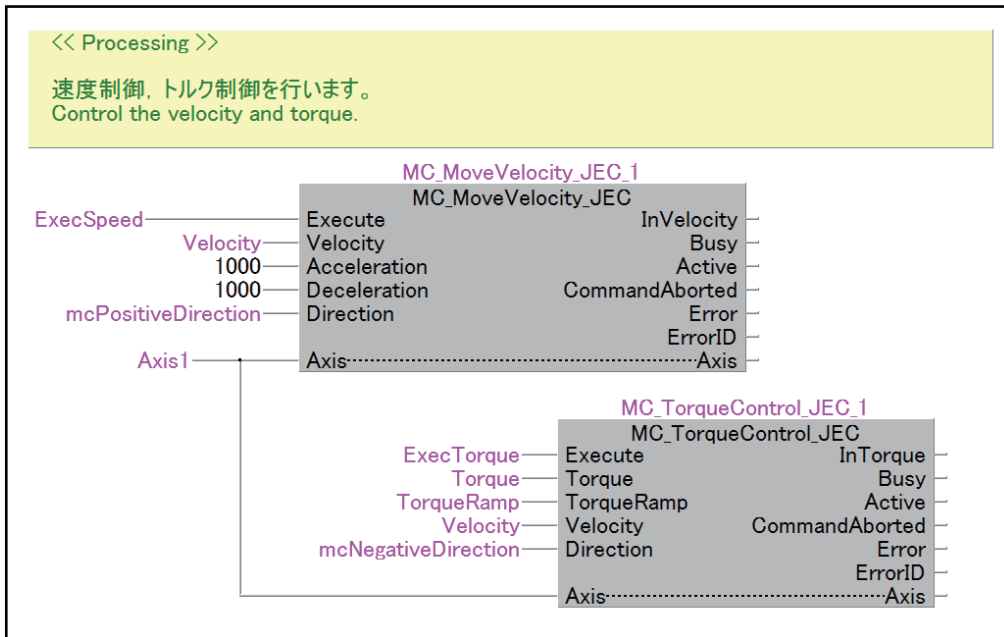 << Processing >>
速度制御, トルク制御を行います。
Control the velocity and torque.
MC_MoveVelocity_JEC_1
MC_MoveVelocity_JEC
ExecSpeed Execute InVelocity
Velocity Velocity Busy
1000 Acceleration Active
1000 Deceleration CommandAborted
mcPositiveDirection Direction Error
ErrorID
Axis1 Axis Axis
MC_TorqueControl_JEC_1
MC_TorqueControl_JEC
ExecTorque Execute InTorque
Torque Torque Busy
TorqueRamp TorqueRamp Active
Velocity Velocity CommandAborted
mcNegativeDirection Direction Error
ErrorID
Axis Axis